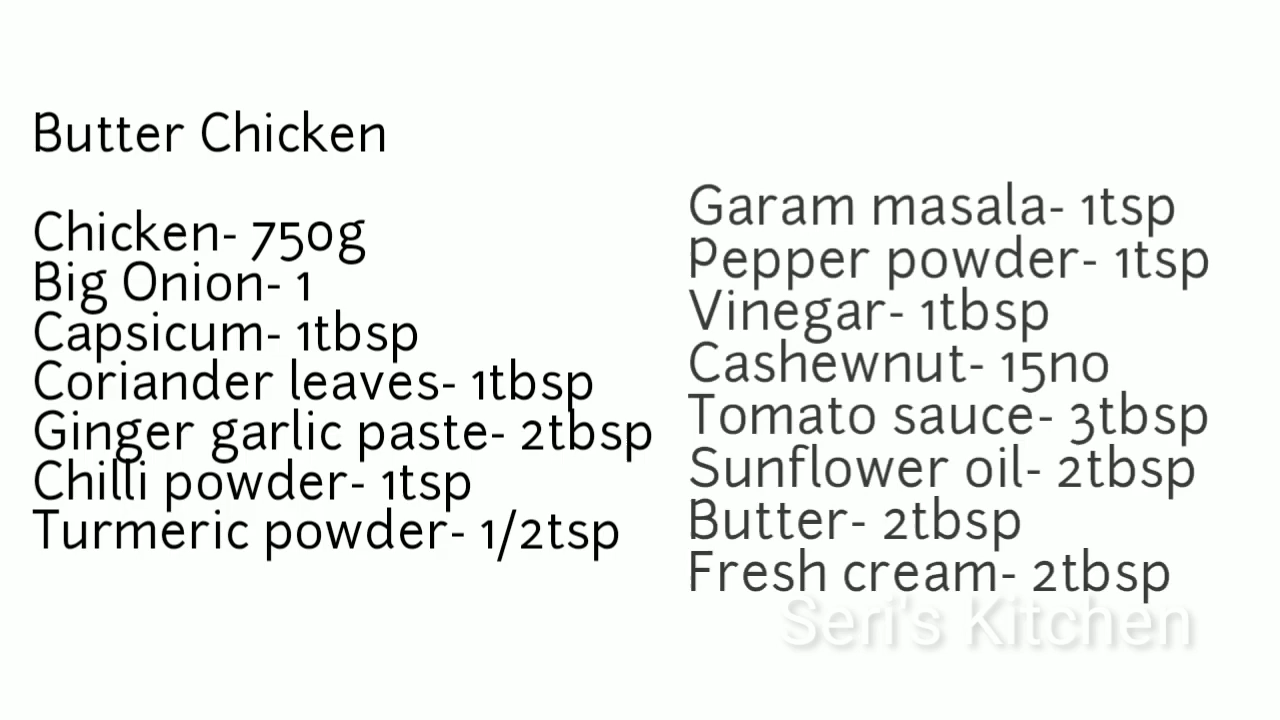 Butter Chicken
Chicken- 750g
Big Onion- 1
Capsicum- 1tbsp
Coriander leaves- 1tbsp
Ginger garlic paste- 2tbsp
Chilli powder- 1tsp
Turmeric powder- 1/2tsp
Garam masala- 1tsp
Pepper powder- 1tsp
Vinegar- 1tbsp
Cashewnut- 15no
Tomato sauce- 3tbsp
Sunflower oil- 2tbsp
Butter- 2tbsp
Fresh cream- 2tbsp
Seri's Kitchen